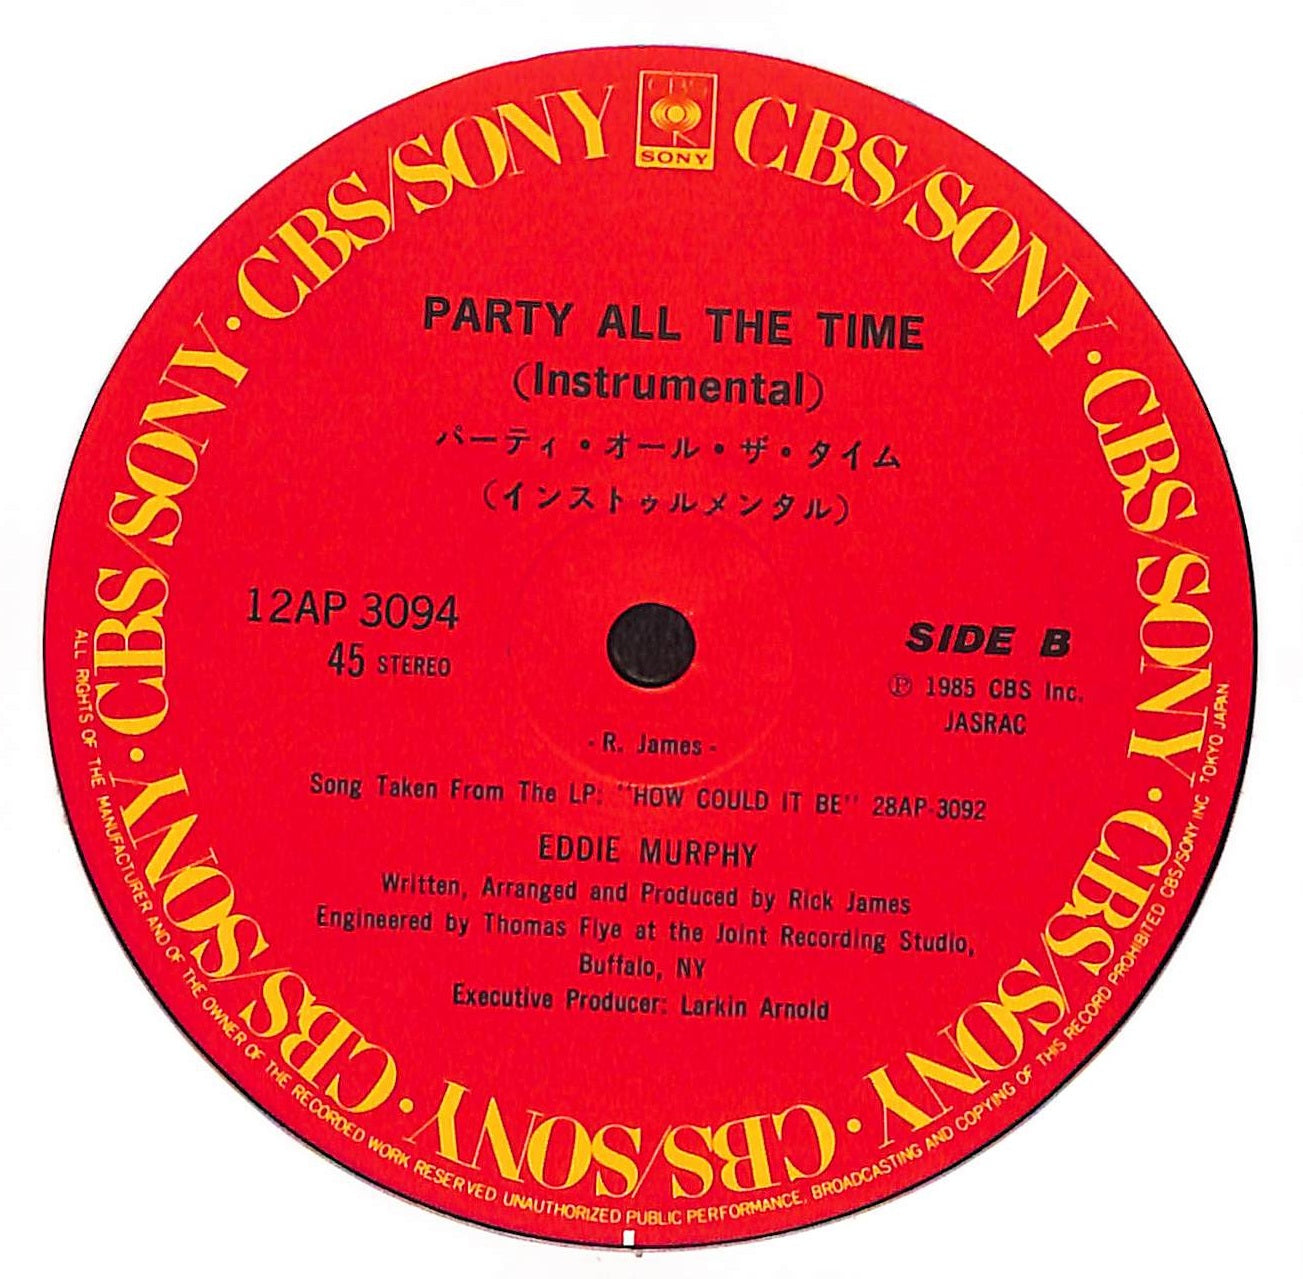 CBS
SONY
CBS/SONY · CBS/SONY · CBS/SONY · CBS/SONY · CBS/SONY · CBS/SONY · CBS/SONY · CBS/SONY
PARTY ALL THE TIME
(Instrumental)
パーティ・オール・ザ・タイム
(インストゥルメンタル)
12AP 3094
45 STEREO
SIDE B
℗ 1985 CBS Inc.
JASRAC
- R. James -
Song Taken From The LP: "HOW COULD IT BE" 28AP-3092
EDDIE MURPHY
Written, Arranged and Produced by Rick James
Engineered by Thomas Flye at the Joint Recording Studio,
Buffalo, NY
Executive Producer: Larkin Arnold
ALL RIGHTS OF THE MANUFACTURER AND OF THE OWNER OF THE RECORDED WORK RESERVED UNAUTHORIZED PUBLIC PERFORMANCE, BROADCASTING AND COPYING OF THIS RECORD PROHIBITED CBS/SONY INC TOKYO JAPAN